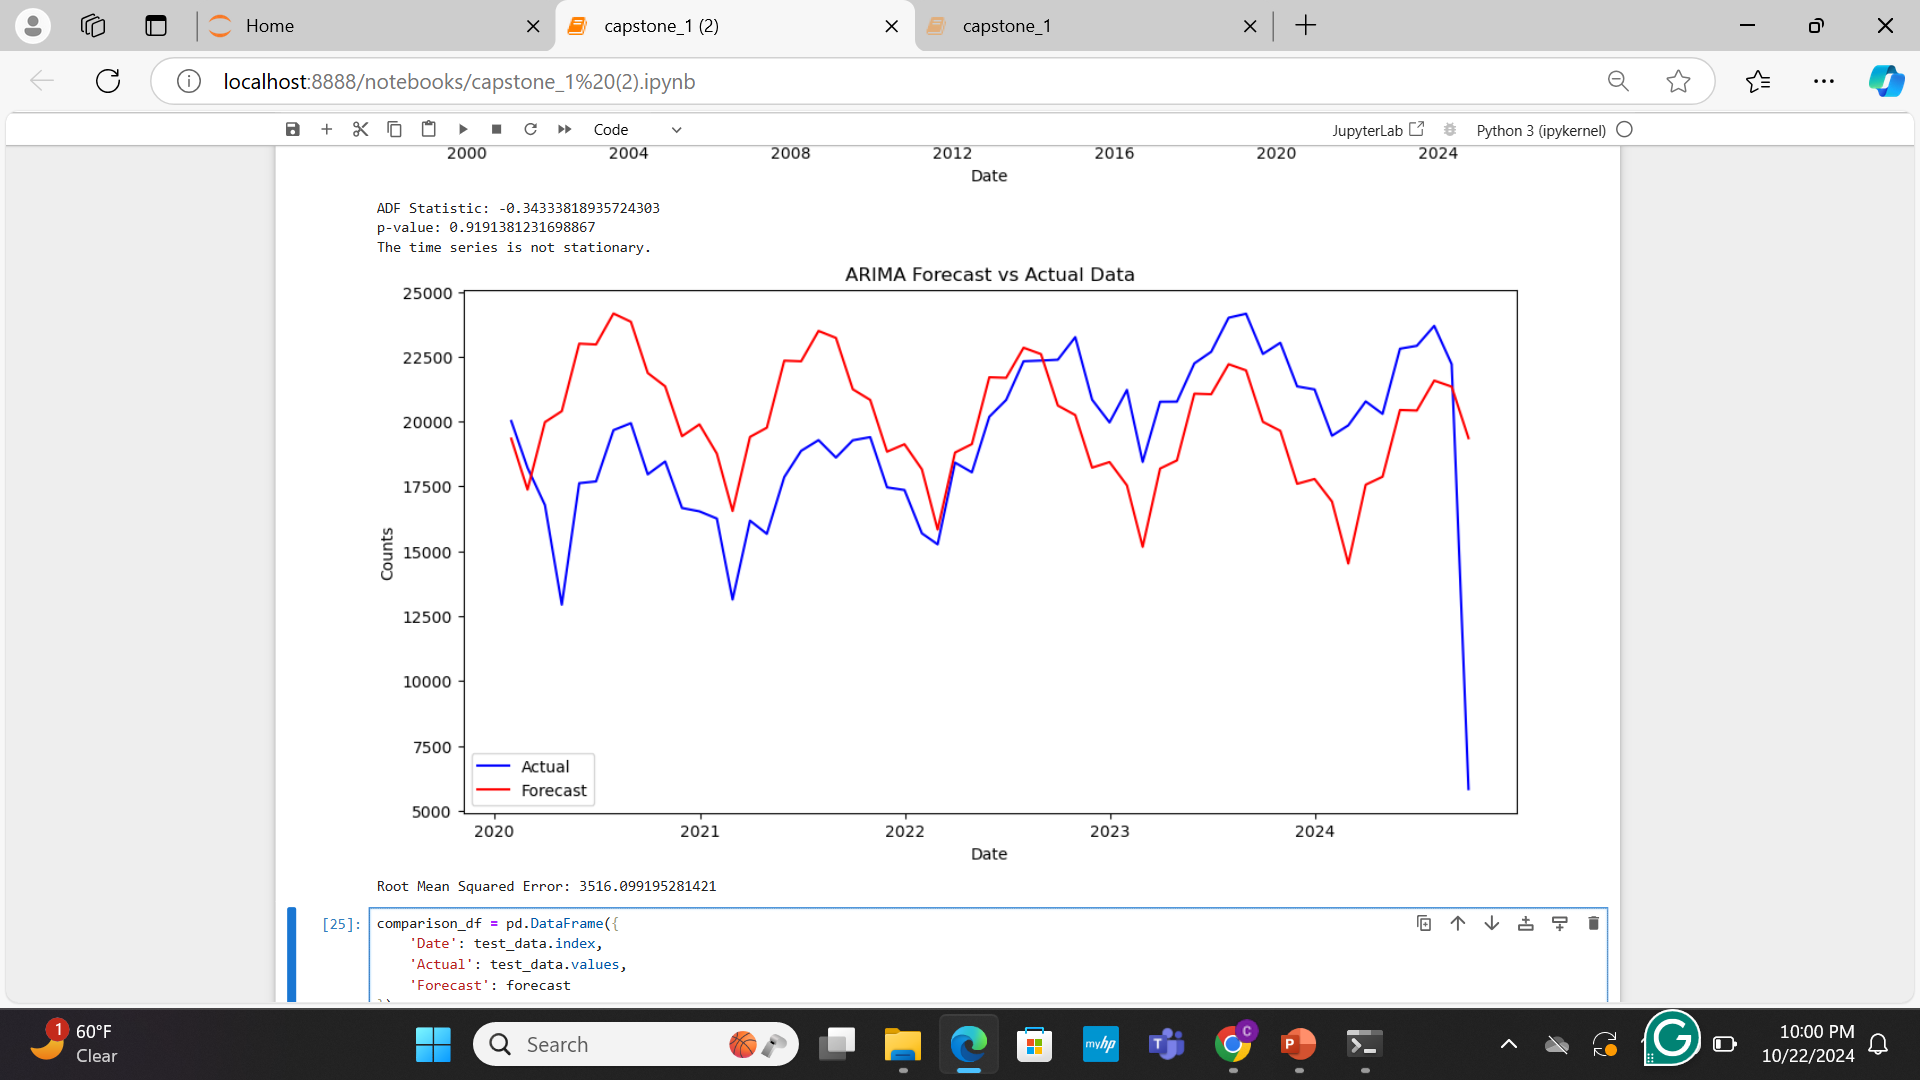 Home
capstone_1 (2)
capstone_1
localhost:8888/notebooks/capstone_1%20(2).ipynb
Code
JupyterLab
Python 3 (ipykernel)
2000 2004 2008 2012 2016 2020 2024
Date
ADF Statistic: -0.34333818935724303
p-value: 0.9191381231698867
The time series is not stationary.
ARIMA Forecast vs Actual Data
25000
22500
20000
17500
15000
12500
10000
7500
5000
Counts
Actual
Forecast
2020 2021 2022 2023 2024
Date
Root Mean Squared Error: 3516.099195281421
[25]:
comparison_df = pd.DataFrame({
'Date': test_data.index,
'Actual': test_data.values,
'Forecast': forecast
1
60°F
Clear
Search
myhp
C
P
G
10:00 PM
10/22/2024